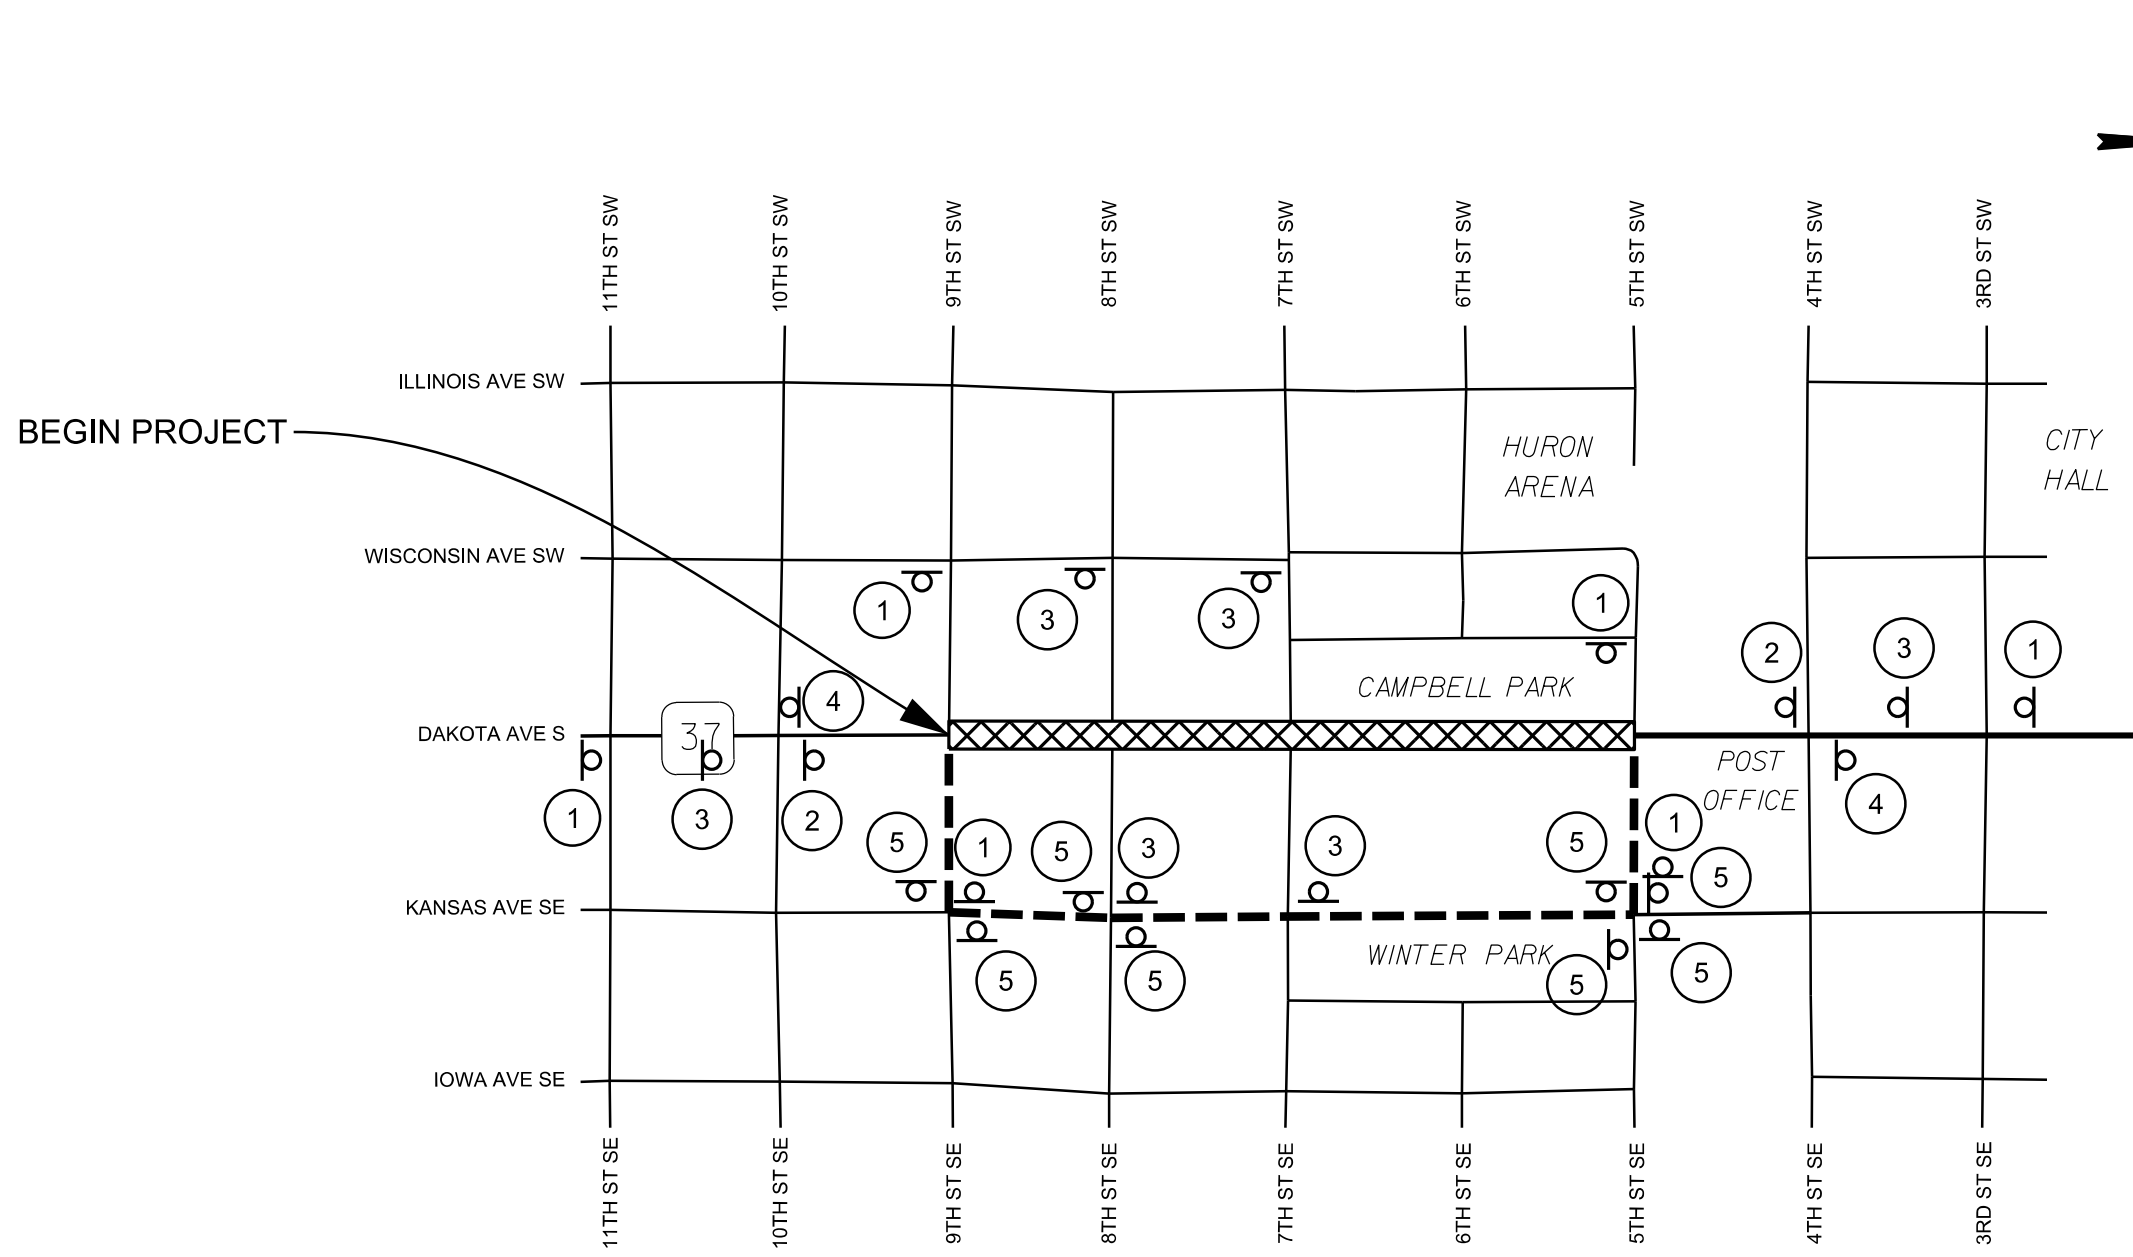 11TH ST SW
10TH ST SW
9TH ST SW
8TH ST SW
7TH ST SW
6TH ST SW
5TH ST SW
4TH ST SW
3RD ST SW
ILLINOIS AVE SW
BEGIN PROJECT
HURON
ARENA
CITY
HALL
WISCONSIN AVE SW
1
3
3
1
2
3
1
4
CAMPBELL PARK
DAKOTA AVE S
37
POST
OFFICE
1
3
2
4
5
1
5
3
3
5
1
5
KANSAS AVE SE
WINTER PARK
5
5
5
5
IOWA AVE SE
11TH ST SE
10TH ST SE
9TH ST SE
8TH ST SE
7TH ST SE
6TH ST SE
5TH ST SE
4TH ST SE
3RD ST SE